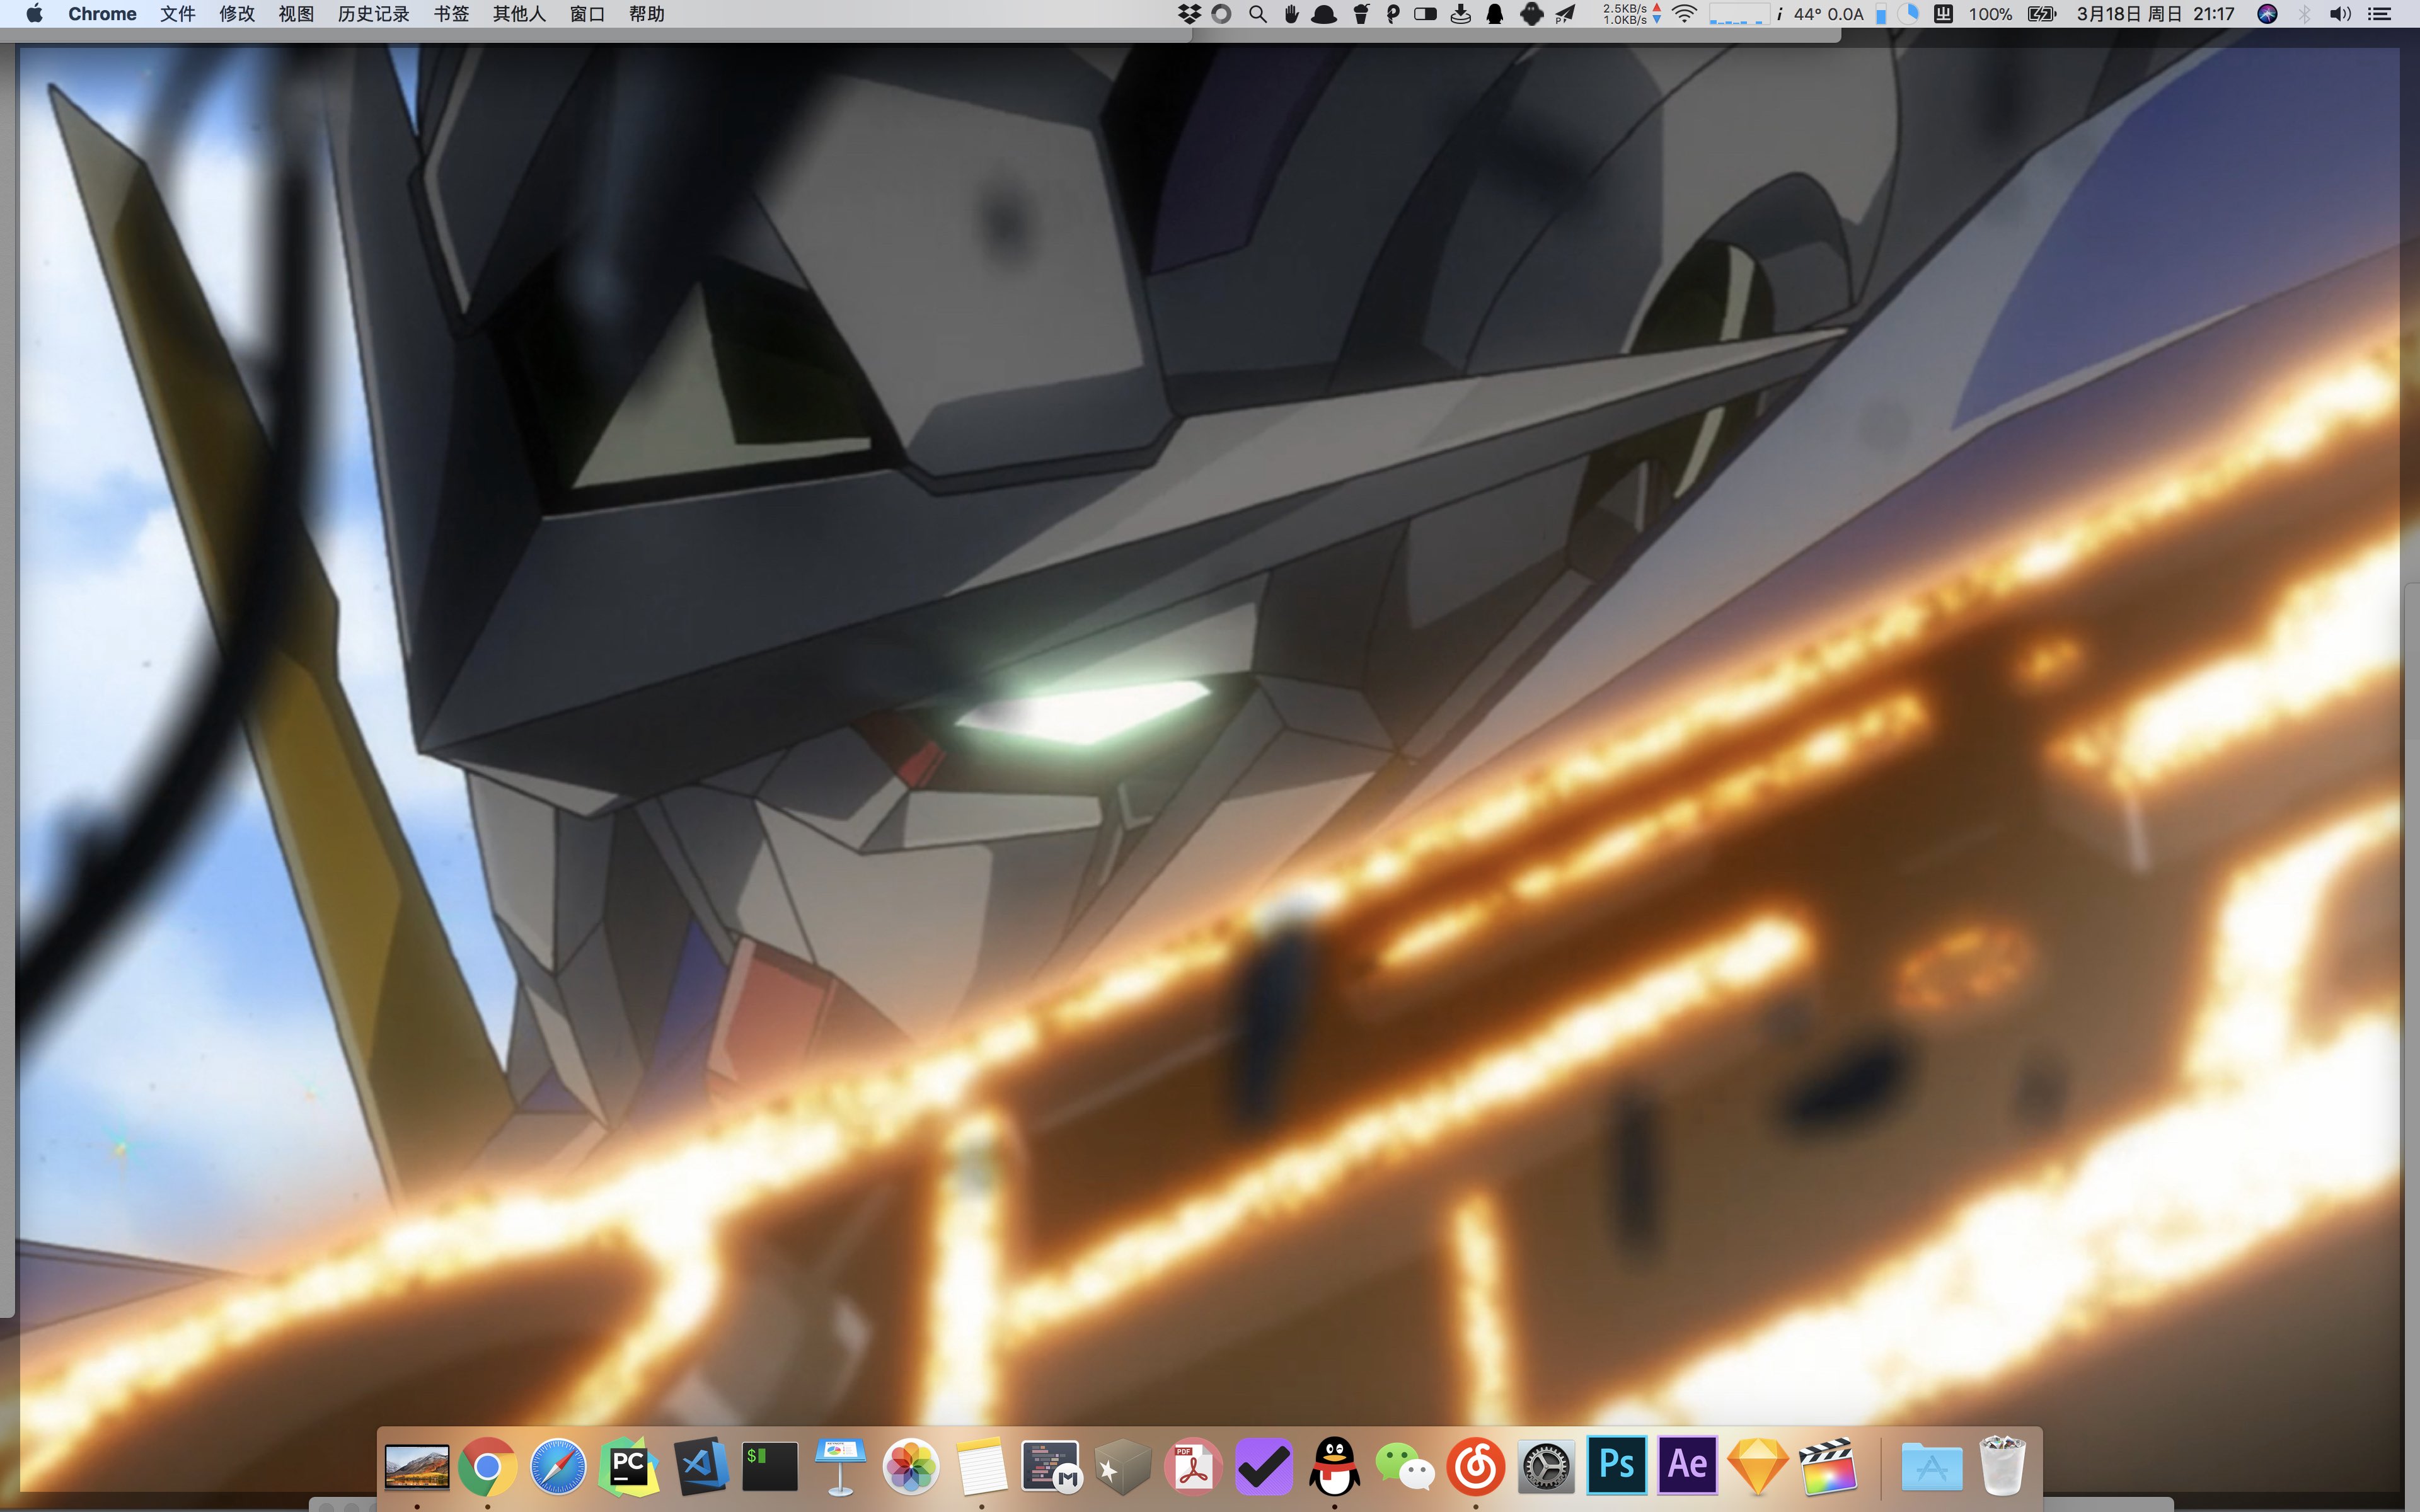 Chrome 文件 修改 视图 历史记录 书签 其他人 窗口 帮助
2.5KB/s
1.0KB/s
44° 0.0A
100%
3月18日 周日 21:17
PC
$
PDF
M
Ps
Ae